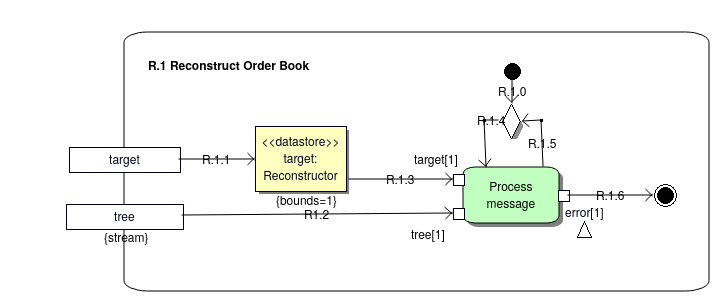 R.1 Reconstruct Order Book
R.1.0
R.1.4
R.1.5
<<datastore>>
target:
Reconstructor
{bounds=1}
target
R.1.1
target[1]
R.1.3
Process
message
R.1.6
error[1]
tree
{stream}
R1.2
tree[1]